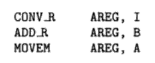 CONV_R AREG, I
ADD_R AREG, B
MOVEM AREG, A